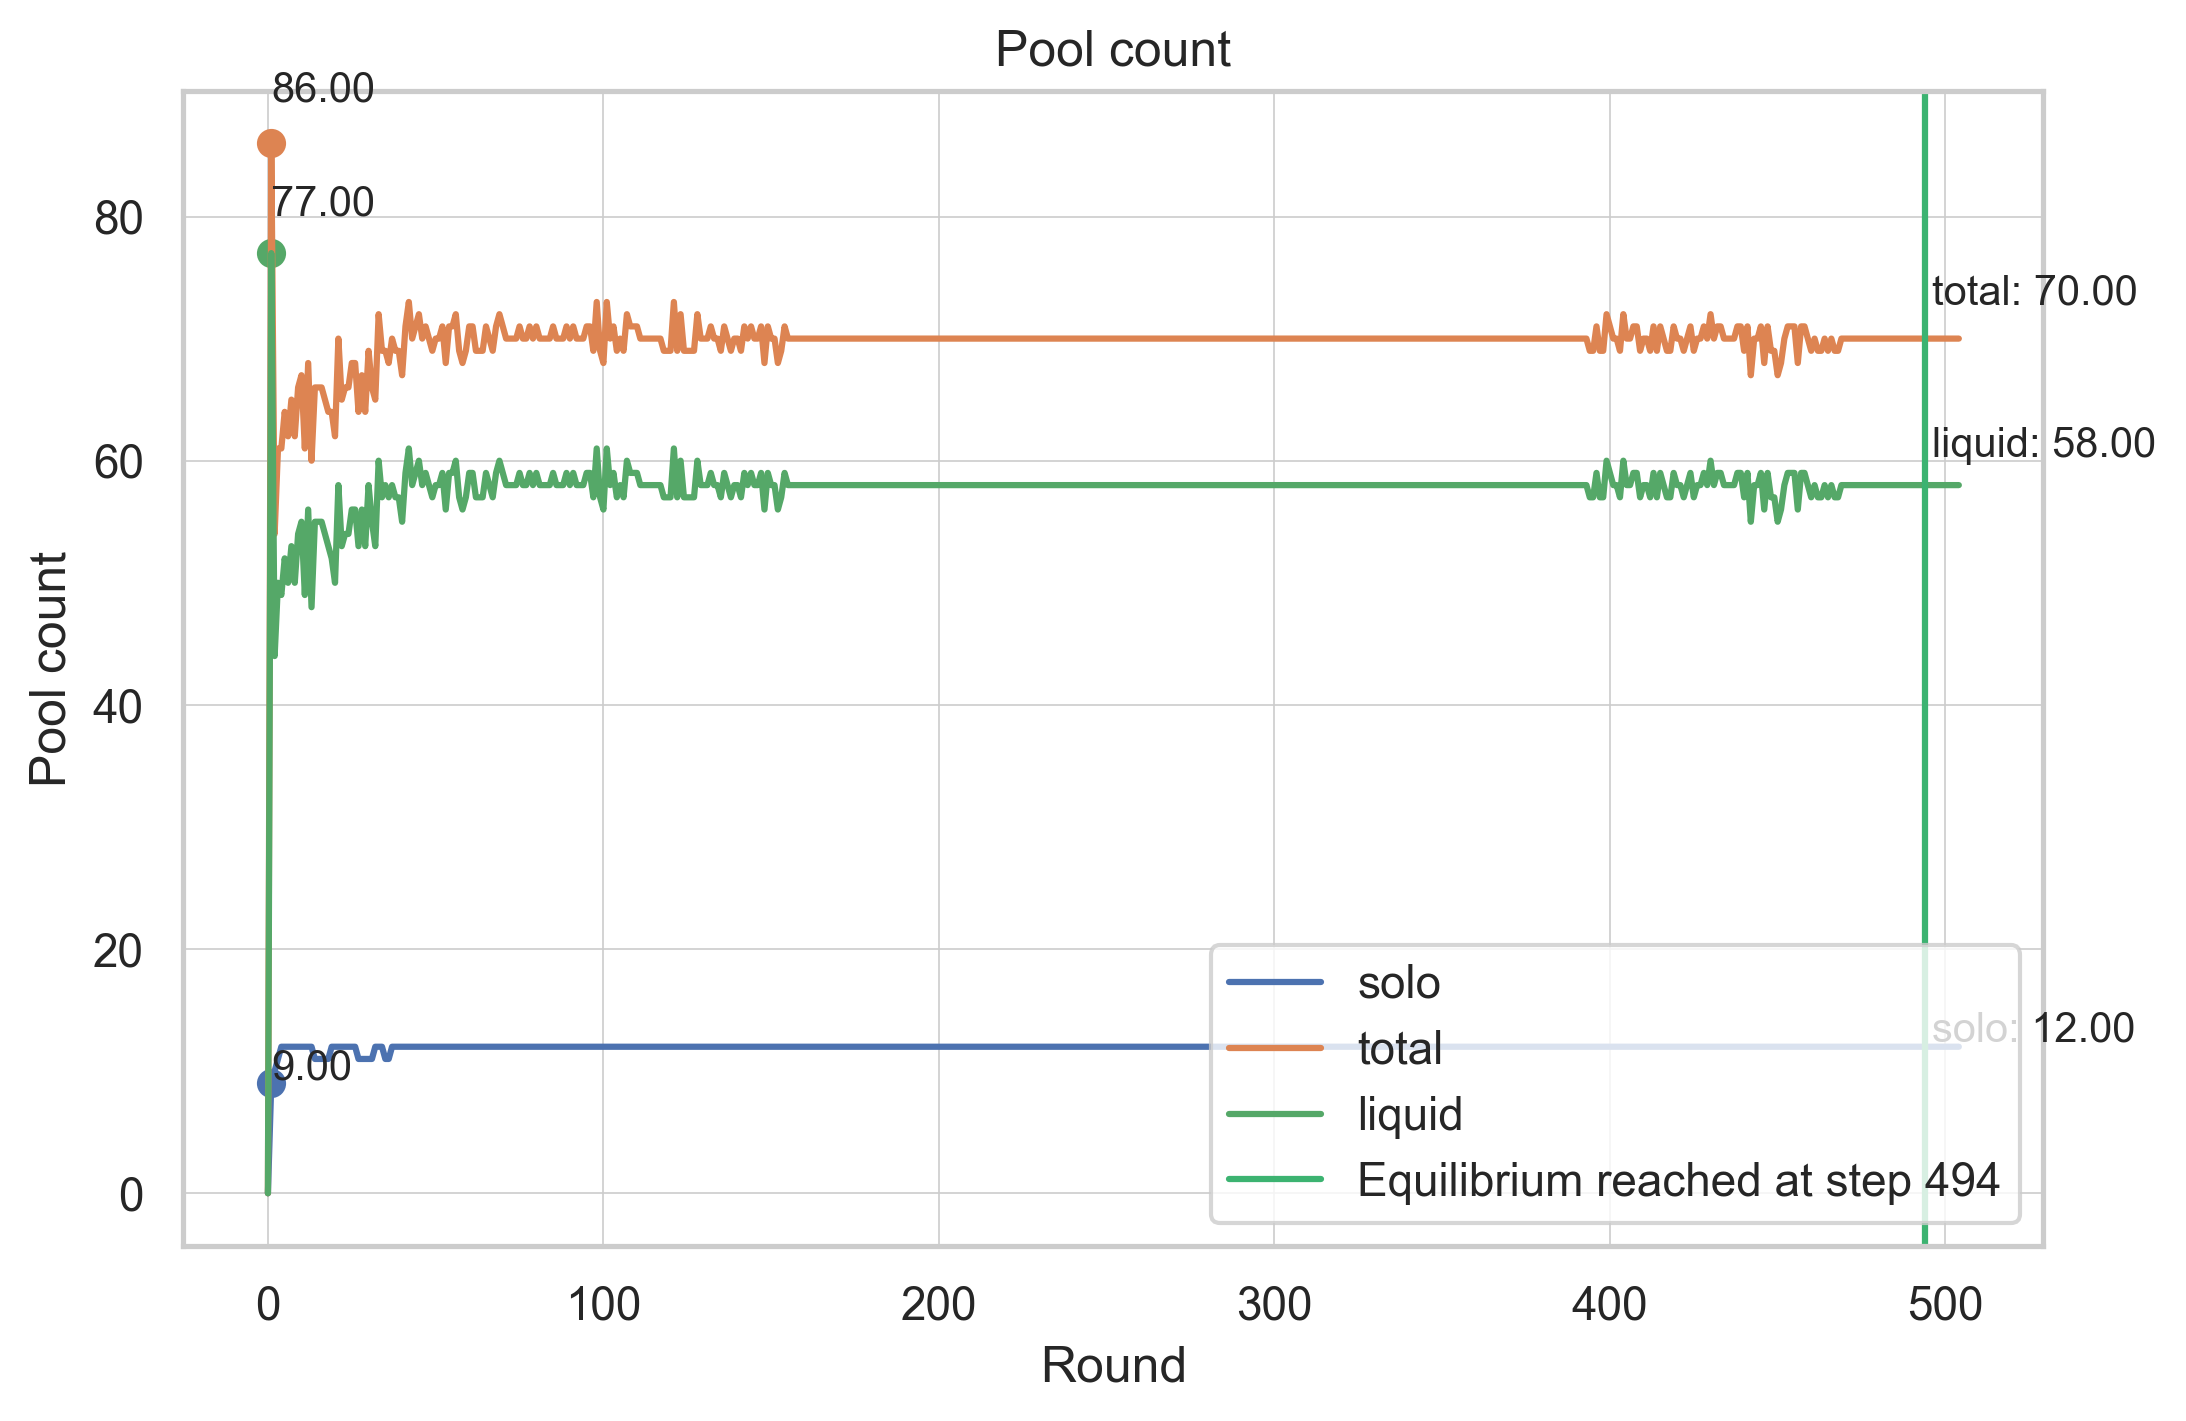 Pool count
86.00
77.00
9.00
total: 70.00
liquid: 58.00
solo: 12.00
Pool count
80
60
40
20
0
solo
total
liquid
Equilibrium reached at step 494
0
100
200
300
400
500
Round